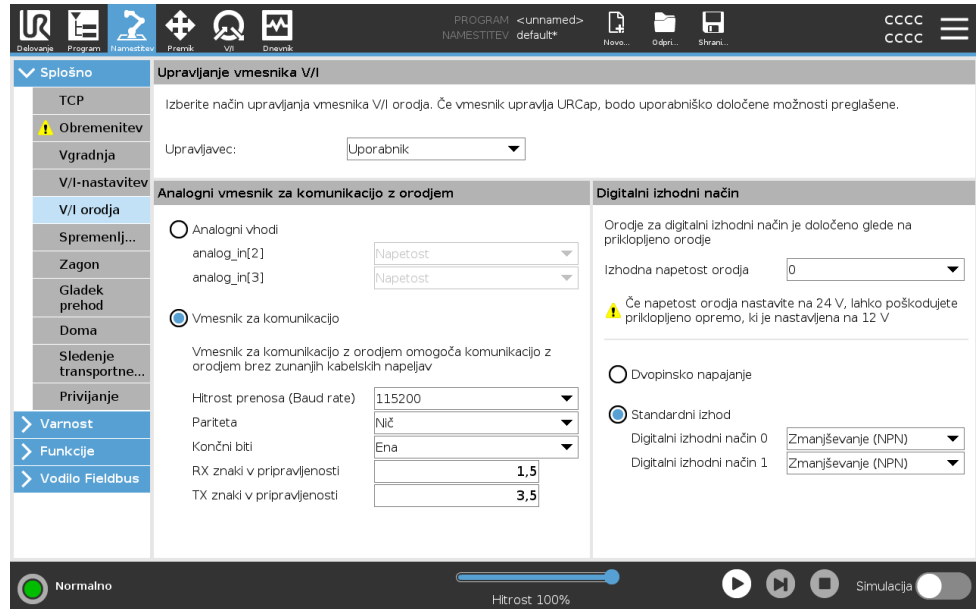 PROGRAM <unnamed>
NAMESTITEV default*
Delovanje
Program
Namestitev
Premik
V/I
Dnevnik
Novo...
Odpri...
Shrani...
CCCC
CCCC
Splošno
TCP
Obremenitev
Vgradnja
V/I-nastavitev
V/I orodja
Spremenlj...
Zagon
Gladek
prehod
Doma
Sledenje
transportne...
Privijanje
Varnost
Funkcije
Vodilo Fieldbus
Upravljanje vmesnika V/I
Izberite način upravljanja vmesnika V/I orodja. Če vmesnik upravlja URCap, bodo uporabniško določene možnosti preglašene.
Upravljavec: Uporabnik
Analogni vmesnik za komunikacijo z orodjem
Analogni vhodi
analog_in[2] Napetost
analog_in[3] Napetost
Vmesnik za komunikacijo
Vmesnik za komunikacijo z orodjem omogoča komunikacijo z
orodjem brez zunanjih kabelskih napeljav
Hitrost prenosa (Baud rate) 115200
Pariteta Nič
Končni biti Ena
RX znaki v pripravljenosti 1,5
TX znaki v pripravljenosti 3,5
Digitalni izhodni način
Orodje za digitalni izhodni način je določeno glede na
priklopljeno orodje
Izhodna napetost orodja 0
Če napetost orodja nastavite na 24 V, lahko poškodujete
priklopljeno opremo, ki je nastavljena na 12 V
Dvopinsko napajanje
Standardni izhod
Digitalni izhodni način 0 Zmanjševanje (NPN)
Digitalni izhodni način 1 Zmanjševanje (NPN)
Normalno
Hitrost 100%
Simulacija